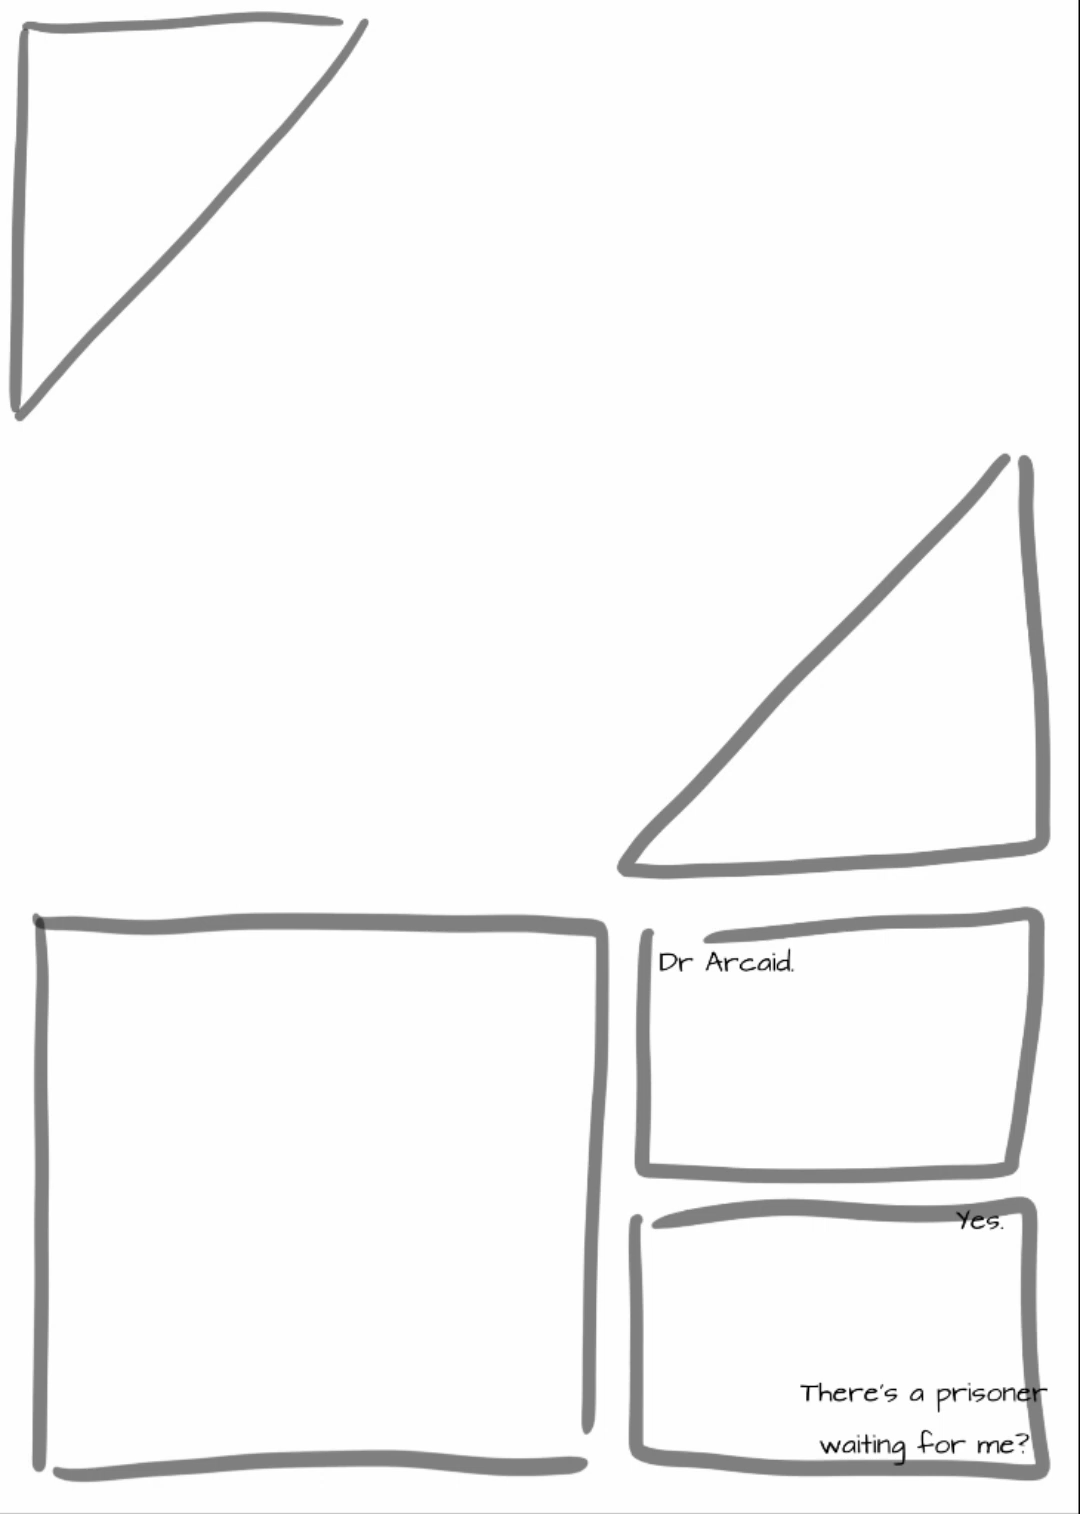 Dr Arcaid.
Yes.
There's a prisoner
waiting for me?